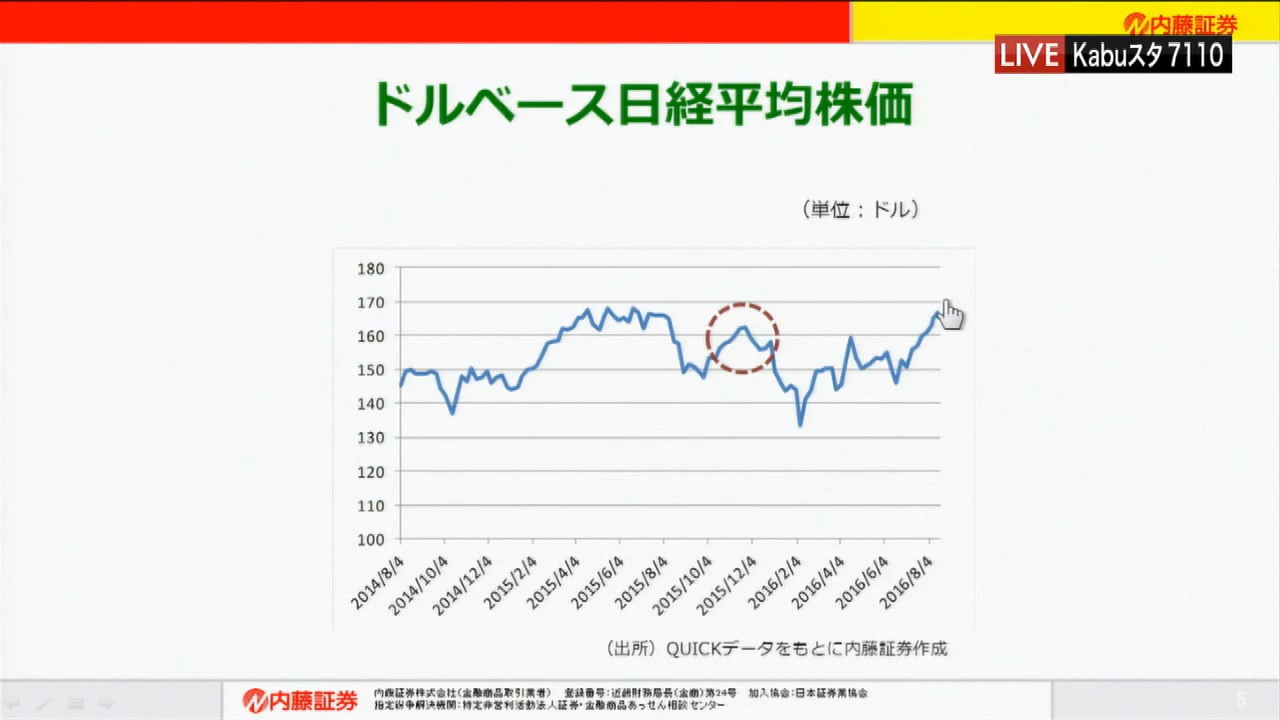 内藤証券
LIVE Kabuスタ 7110
ドルベース日経平均株価
（単位：ドル）
180
170
160
150
140
130
120
110
100
2014/8/4
2014/10/4
2014/12/4
2015/2/4
2015/4/4
2015/6/4
2015/8/4
2015/10/4
2015/12/4
2016/2/4
2016/4/4
2016/6/4
2016/8/4
（出所）QUICKデータをもとに内藤証券作成
内藤証券
内藤証券株式会社（金融商品取引業者） 登録番号：近畿財務局長（金商）第24号 加入協会：日本証券業協会
指定紛争解決機関：特定非営利活動法人証券・金融商品あっせん相談センター
5